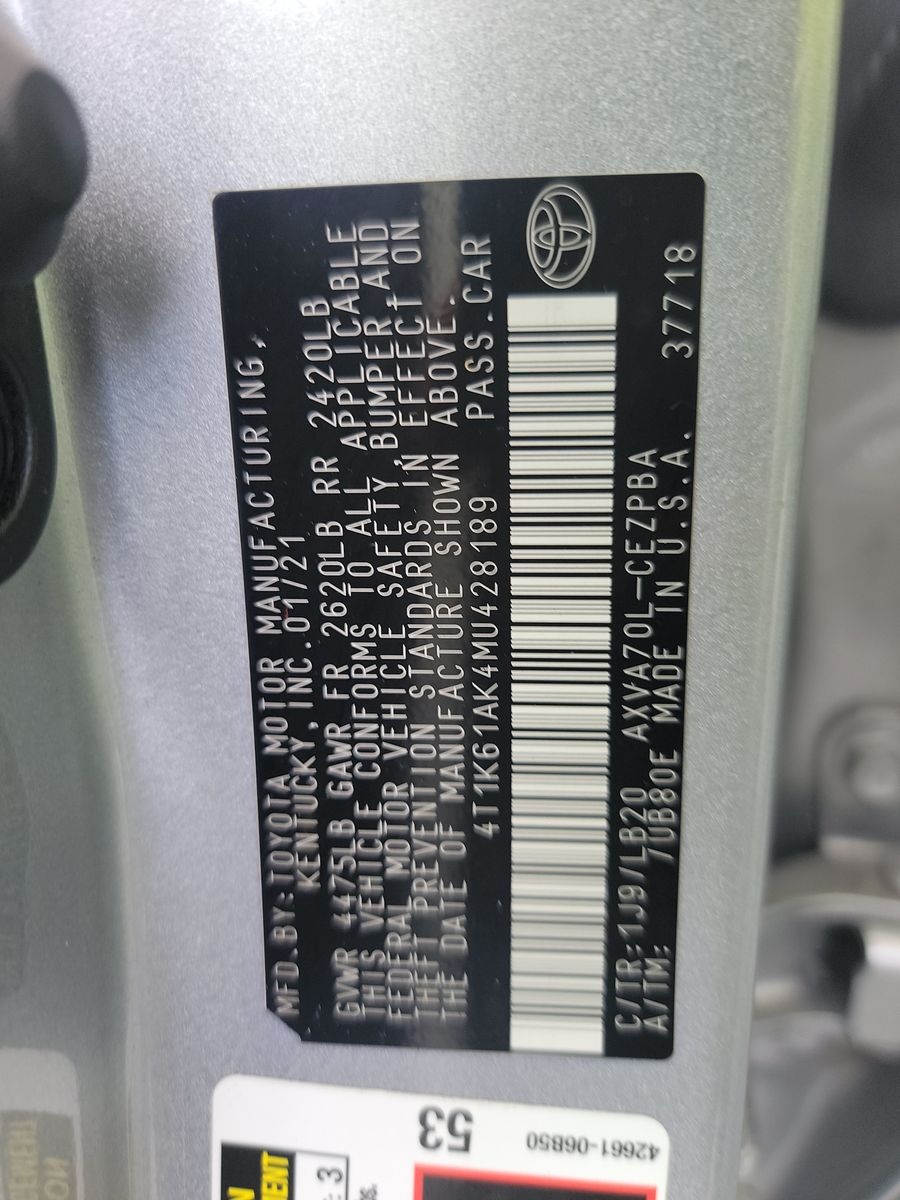 MFD.BY:TOYOTA MOTOR MANUFACTURING,
KENTUCKY,INC.01/21
GVWR 4475LB GAWR FR 2620LB RR 2420LB
THIS VEHICLE CONFORMS TO ALL APPLICABLE
FEDERAL MOTOR VEHICLE SAFETY,BUMPER,AND
THEFT PREVENTION STANDARDS IN EFFECT ON
THE DATE OF MANUFACTURE SHOWN ABOVE.
4T1K61AK4MU428189 PASS.CAR
C/TR:1J9/LB20 AXVA70L-CEZPBA
A/TM: /UB80E MADE IN U.S.A. 37718
53
42661-06B50
3